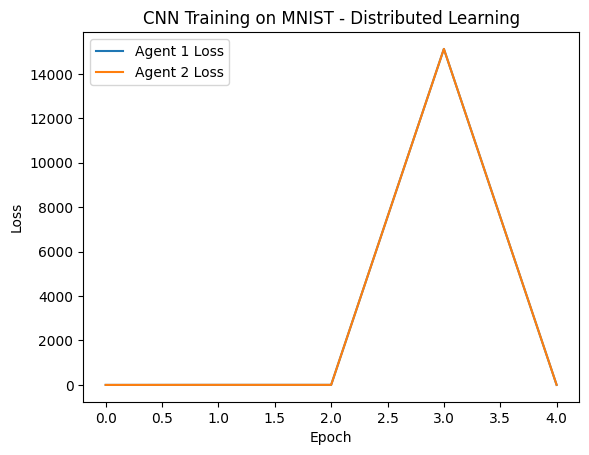 CNN Training on MNIST - Distributed Learning
Agent 1 Loss
Agent 2 Loss
14000
12000
10000
8000
6000
4000
2000
0
Loss
0.0 0.5 1.0 1.5 2.0 2.5 3.0 3.5 4.0
Epoch